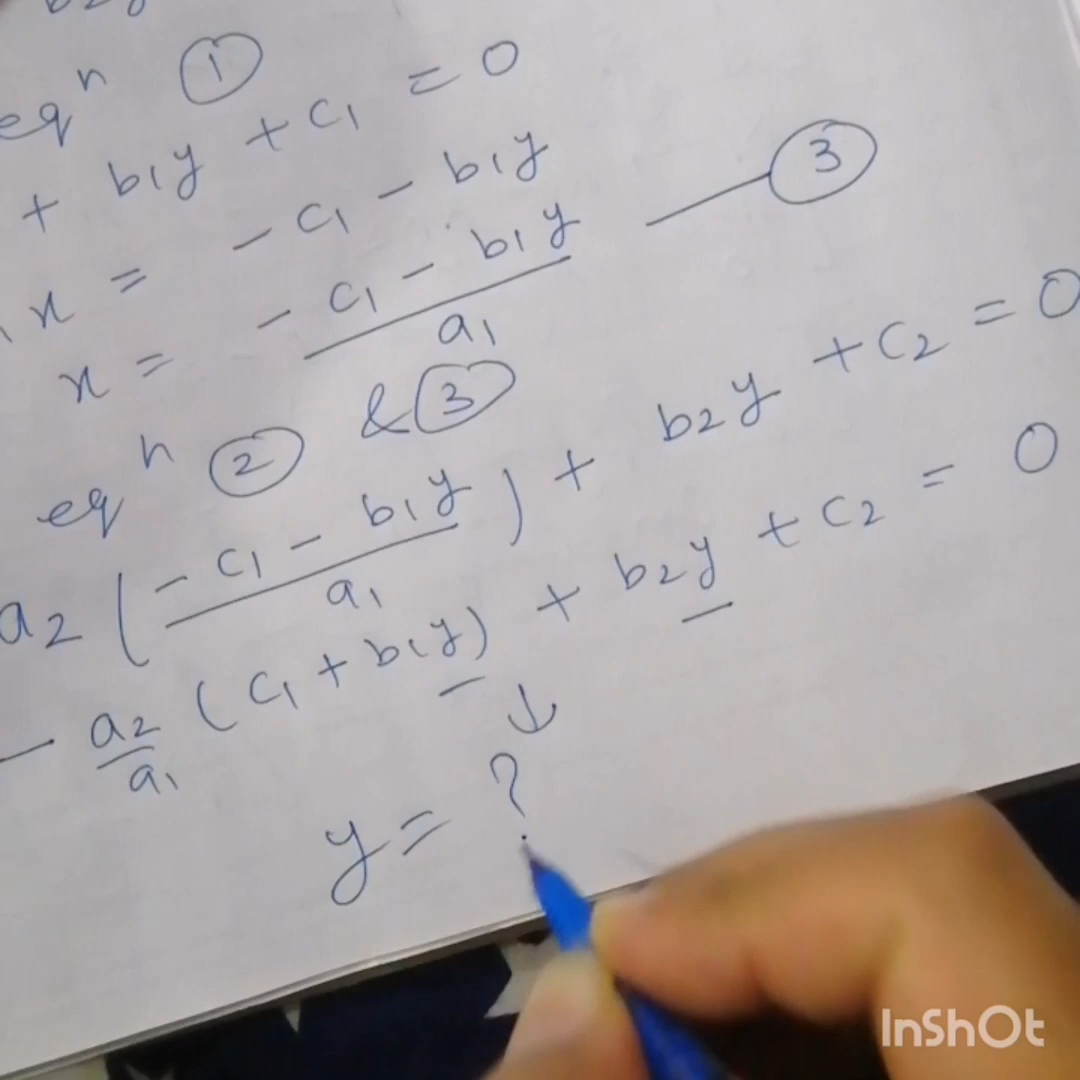 eqⁿ ①
+ b₁y + c₁ = 0
x = - c₁ - b₁y
x = - c₁ - b₁y / a₁ — ③
eqⁿ ② & ③
a₂ ( - c₁ - b₁y / a₁ ) + b₂y + c₂ = 0
- a₂/a₁ ( c₁ + b₁y ) + b₂y + c₂ = 0
↓
y = ?
InShOt